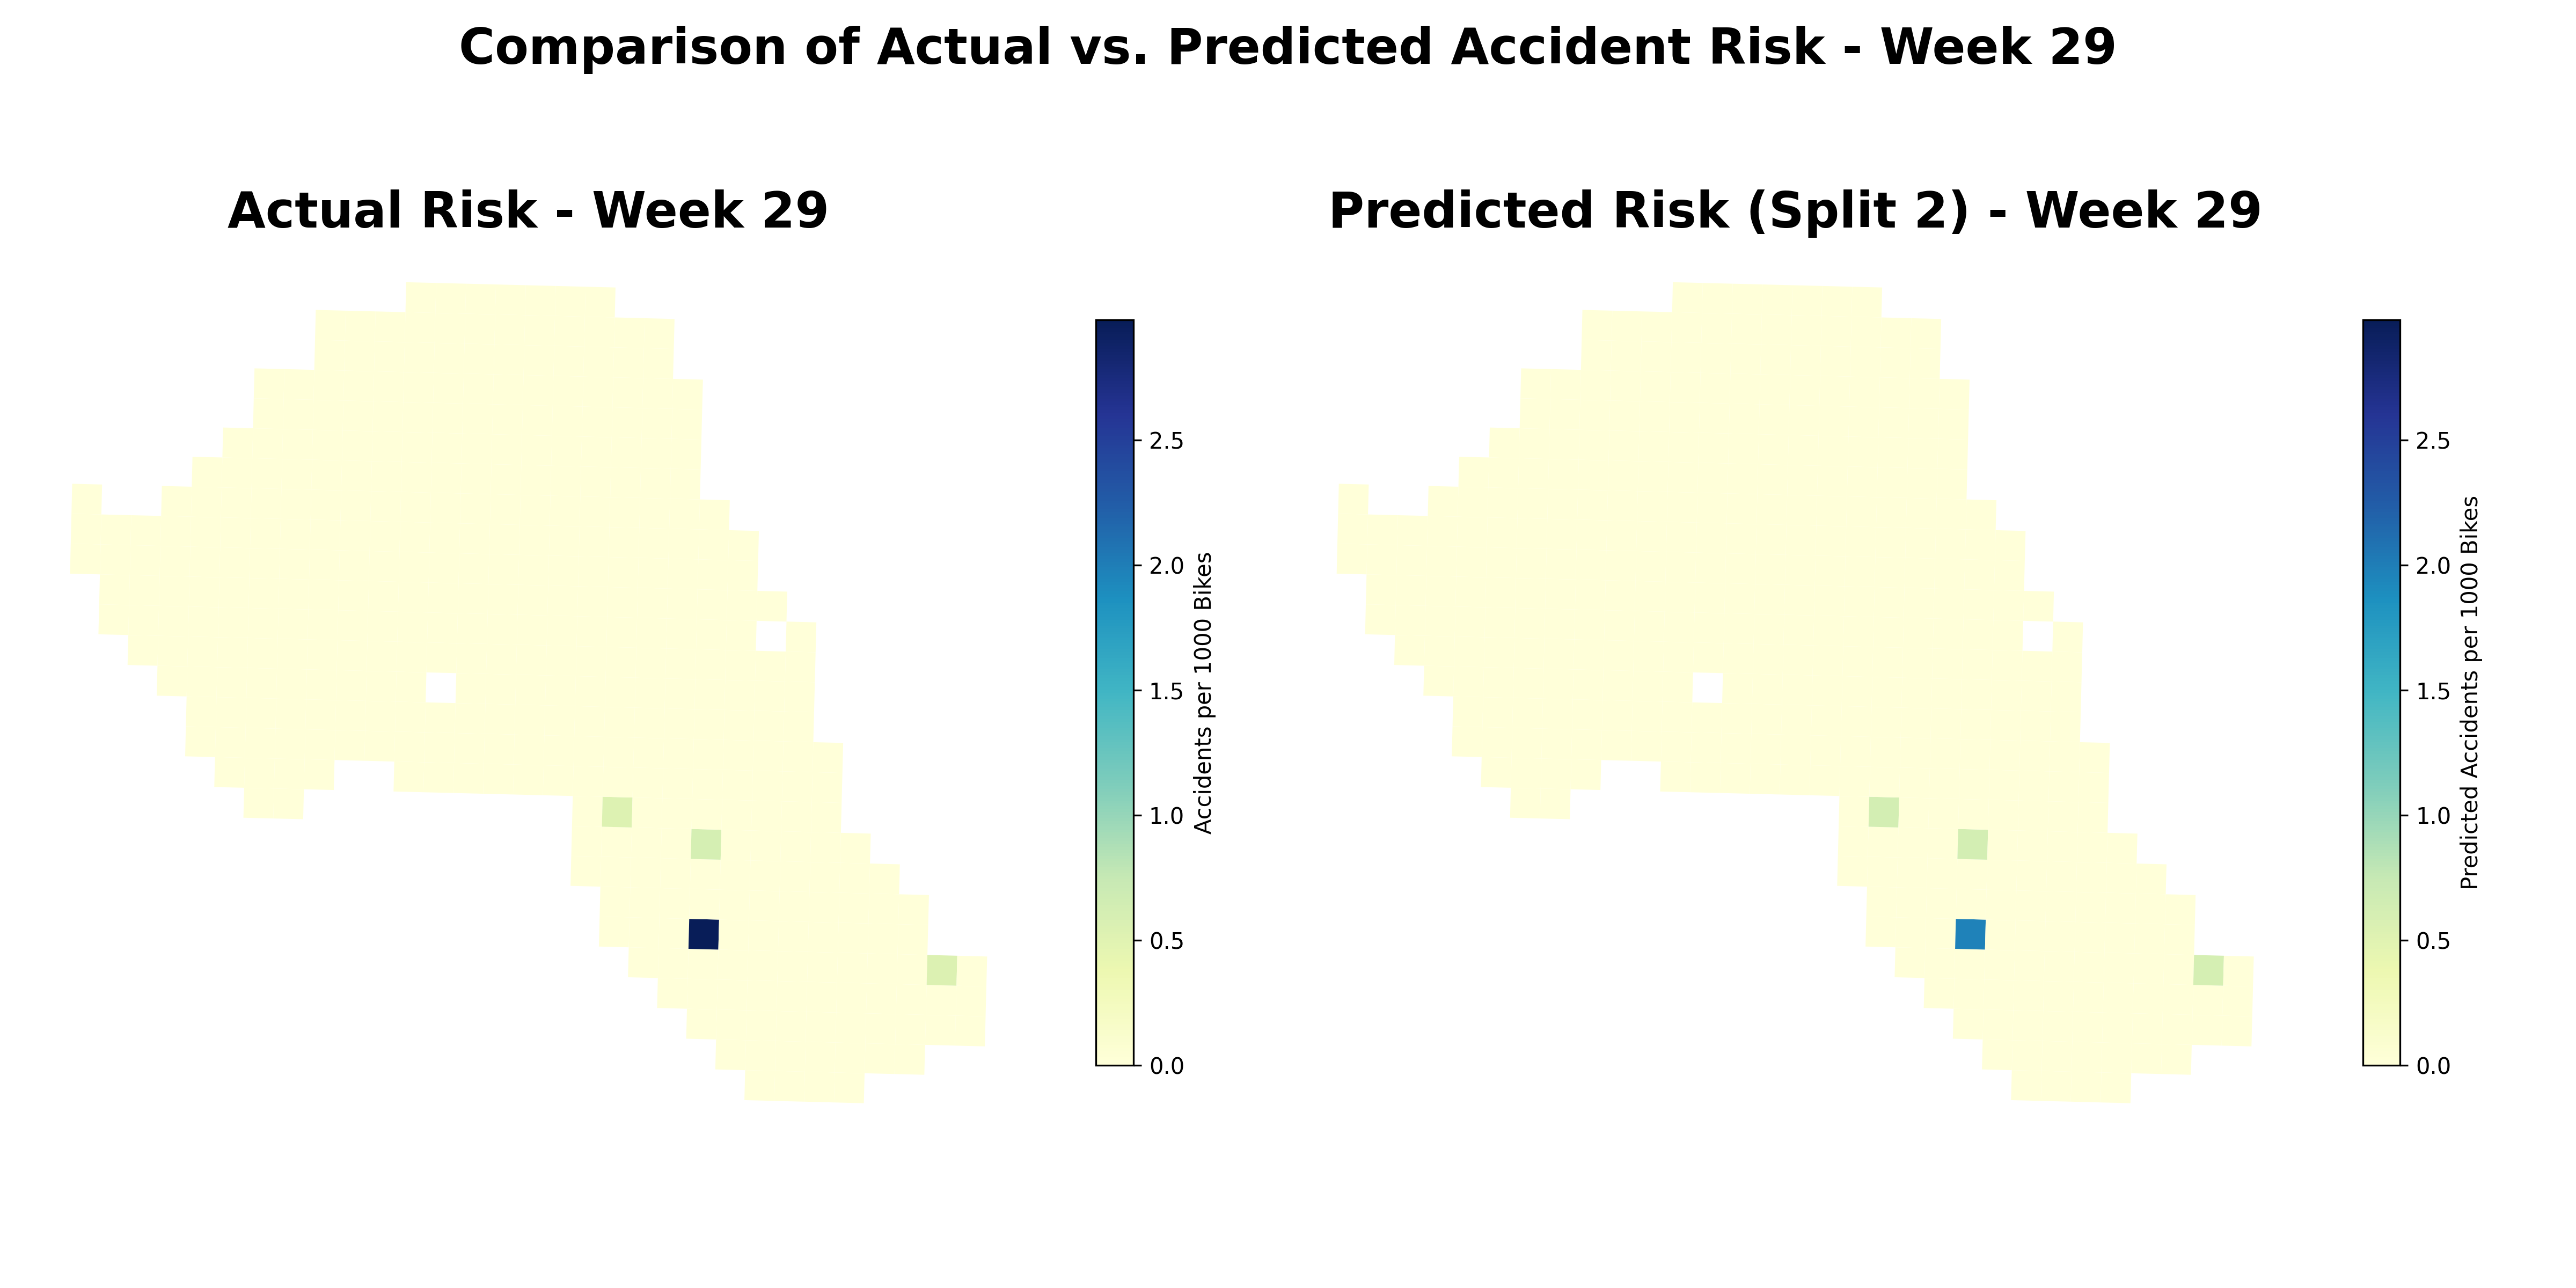 Comparison of Actual vs. Predicted Accident Risk - Week 29
Actual Risk - Week 29
2.5
2.0
1.5
1.0
0.5
0.0
Accidents per 1000 Bikes
Predicted Risk (Split 2) - Week 29
2.5
2.0
1.5
1.0
0.5
0.0
Predicted Accidents per 1000 Bikes